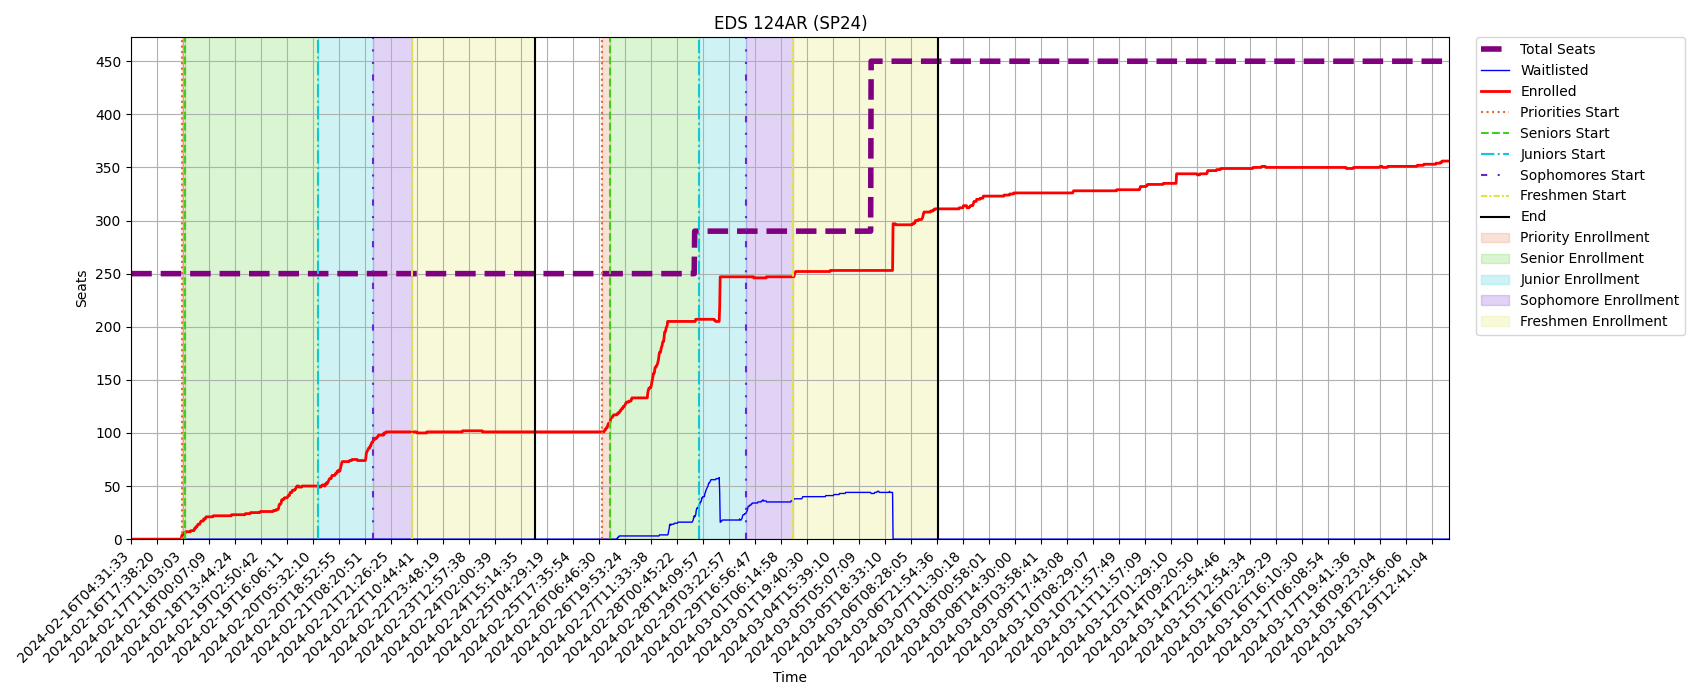 EDS 124AR (SP24)
Seats
450
400
350
300
250
200
150
100
50
0
2024-02-16T04:31:33
2024-02-16T17:38:20
2024-02-17T11:03:03
2024-02-18T00:07:09
2024-02-18T13:44:24
2024-02-19T02:50:42
2024-02-19T16:06:11
2024-02-20T05:32:10
2024-02-20T18:52:55
2024-02-21T08:20:51
2024-02-21T21:26:25
2024-02-22T10:44:41
2024-02-22T23:48:19
2024-02-23T12:57:38
2024-02-24T02:00:39
2024-02-24T15:14:35
2024-02-25T04:29:19
2024-02-25T17:35:54
2024-02-26T06:46:30
2024-02-26T19:53:24
2024-02-27T11:33:38
2024-02-28T00:45:22
2024-02-28T14:09:57
2024-02-29T03:22:57
2024-02-29T16:56:47
2024-03-01T06:14:58
2024-03-01T19:40:30
2024-03-04T15:39:10
2024-03-05T05:07:09
2024-03-05T18:33:10
2024-03-06T08:28:05
2024-03-06T21:54:36
2024-03-07T11:30:18
2024-03-08T00:58:01
2024-03-08T14:30:00
2024-03-09T03:58:41
2024-03-09T17:43:08
2024-03-10T08:29:07
2024-03-10T21:57:49
2024-03-11T11:57:09
2024-03-12T01:29:10
2024-03-14T09:20:50
2024-03-14T22:54:46
2024-03-15T12:54:34
2024-03-16T02:29:29
2024-03-16T16:10:30
2024-03-17T06:08:54
2024-03-17T19:41:36
2024-03-18T09:23:04
2024-03-18T22:56:06
2024-03-19T12:41:04
Time
Total Seats
Waitlisted
Enrolled
Priorities Start
Seniors Start
Juniors Start
Sophomores Start
Freshmen Start
End
Priority Enrollment
Senior Enrollment
Junior Enrollment
Sophomore Enrollment
Freshmen Enrollment